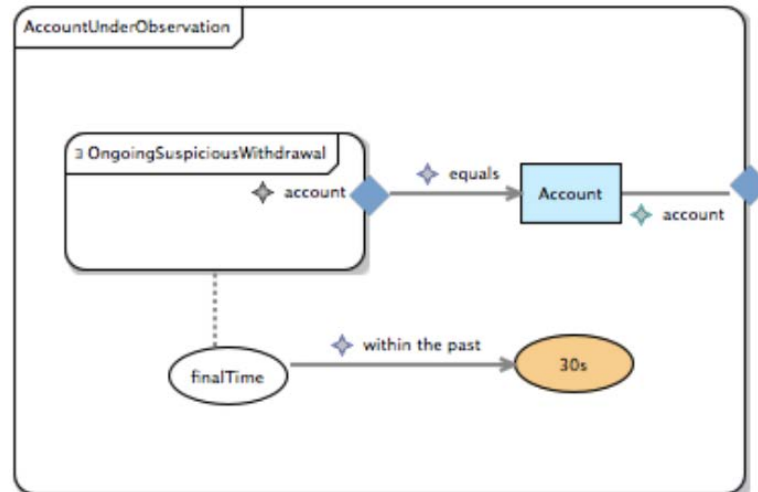 AccountUnderObservation
∃ OngoingSuspiciousWithdrawal
account
equals
Account
account
within the past
finalTime
30s